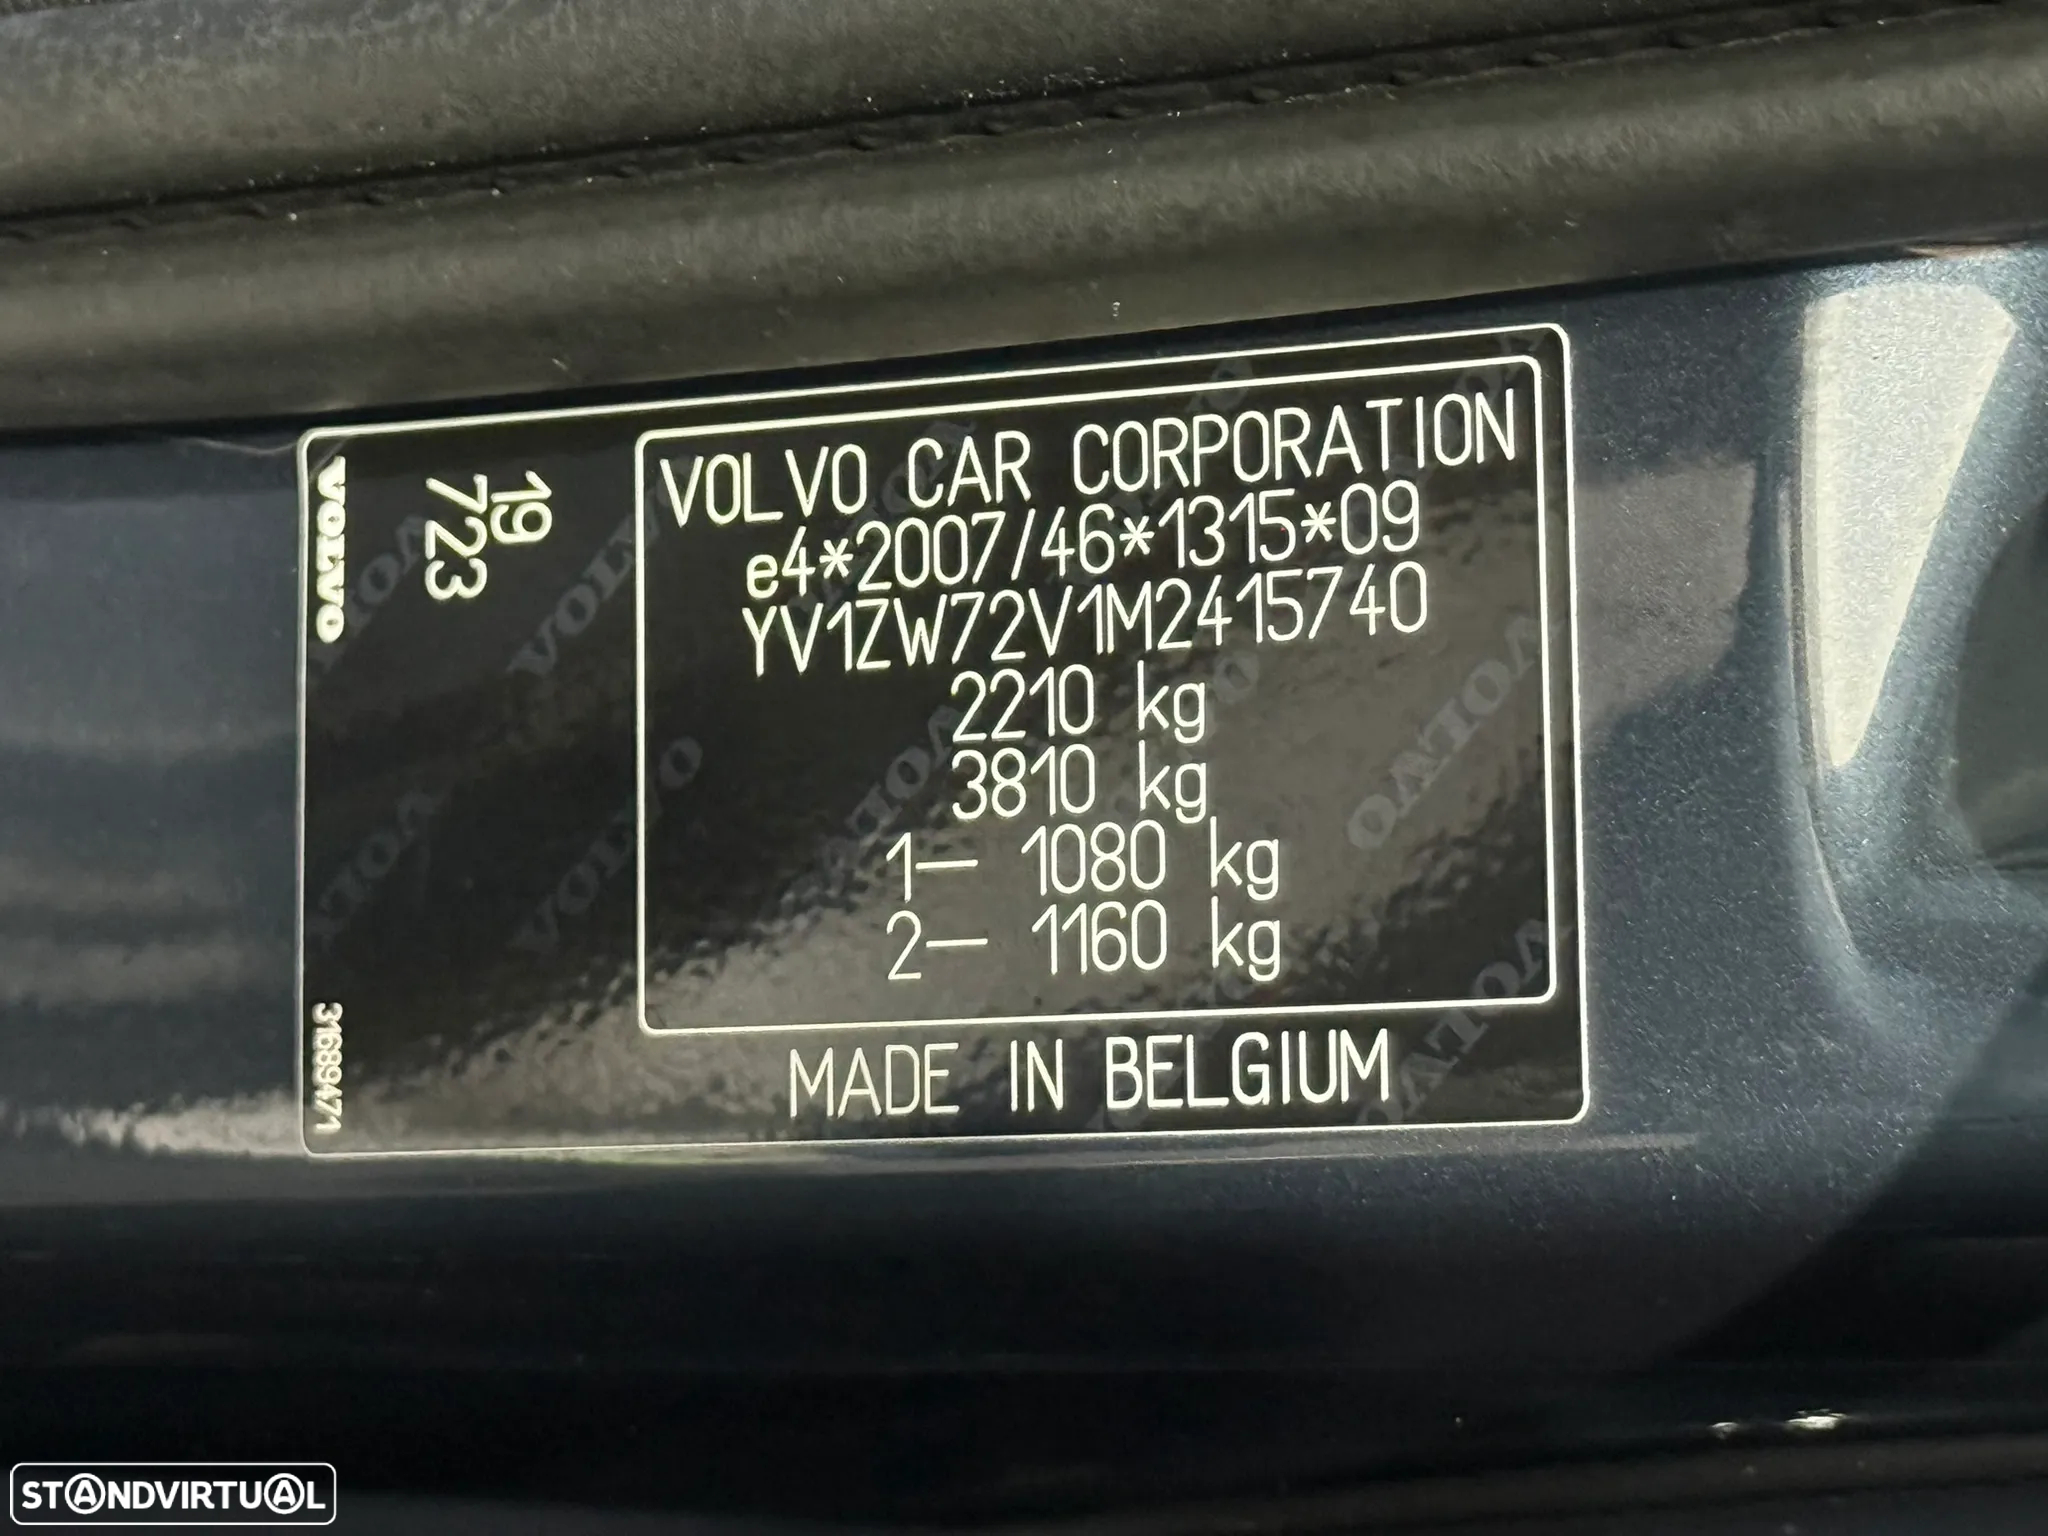 VOLVO
19
723
31689471
VOLVO CAR CORPORATION
e4*2007/46*1315*09
YV1ZW72V1M2415740
2210 kg
3810 kg
1- 1080 kg
2- 1160 kg
MADE IN BELGIUM
STANDVIRTUAL